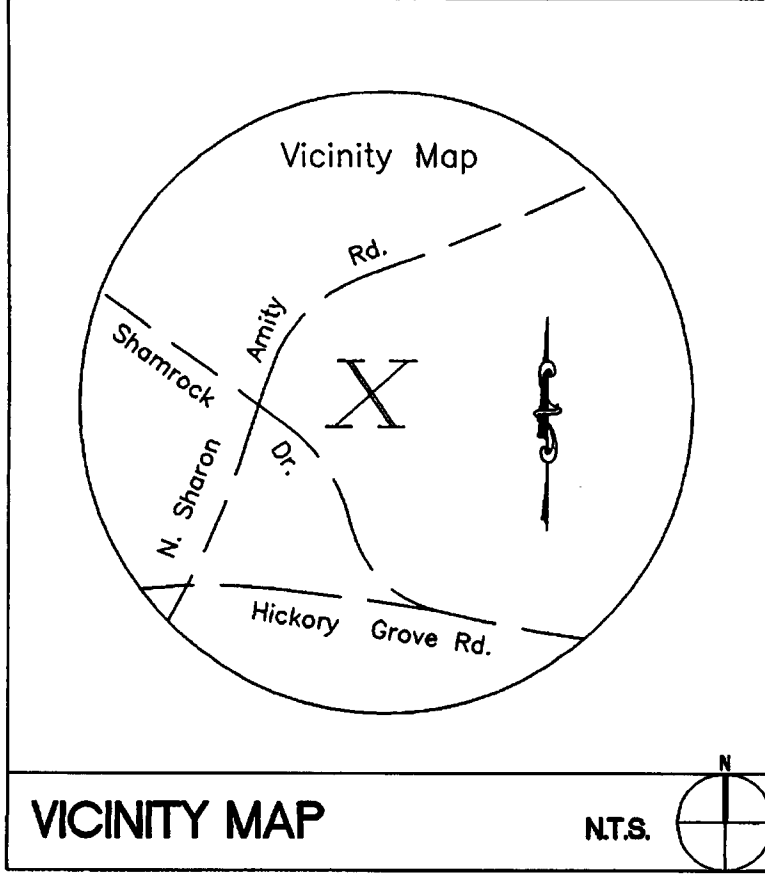 Vicinity Map
Rd.
Amity
Shamrock
X
Dr.
N. Sharon
Hickory Grove Rd.
N
VICINITY MAP
N.T.S.